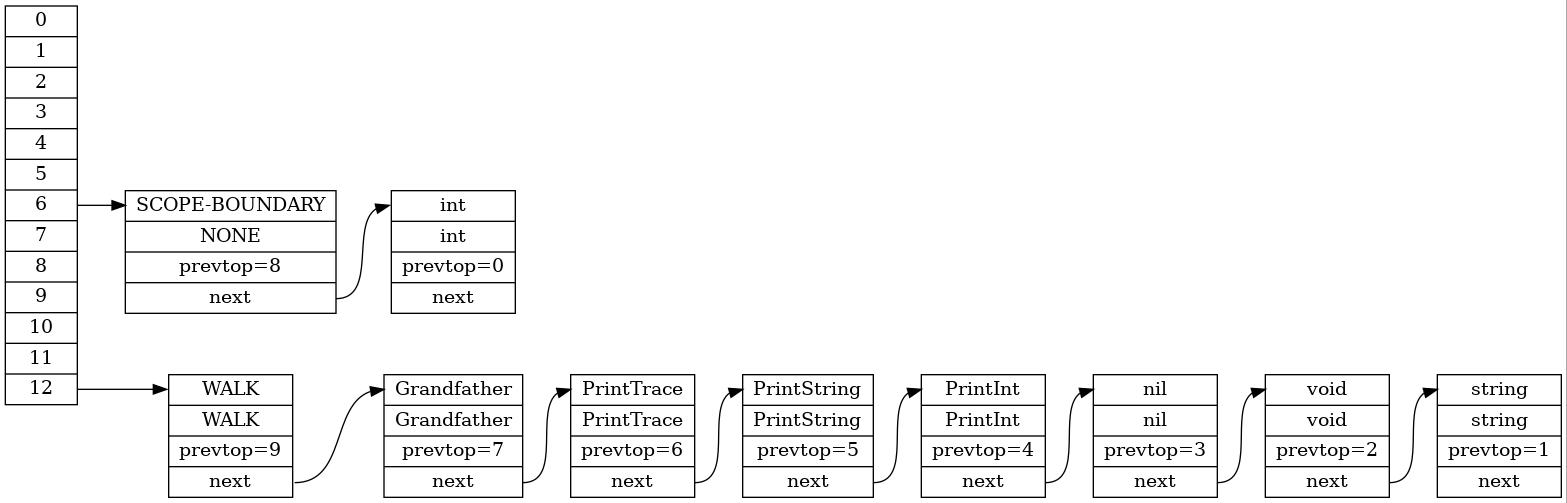 0
1
2
3
4
5
6
7
8
9
10
11
12
SCOPE-BOUNDARY
NONE
prevtop=8
next
int
int
prevtop=0
next
WALK
WALK
prevtop=9
next
Grandfather
Grandfather
prevtop=7
next
PrintTrace
PrintTrace
prevtop=6
next
PrintString
PrintString
prevtop=5
next
PrintInt
PrintInt
prevtop=4
next
nil
nil
prevtop=3
next
void
void
prevtop=2
next
string
string
prevtop=1
next